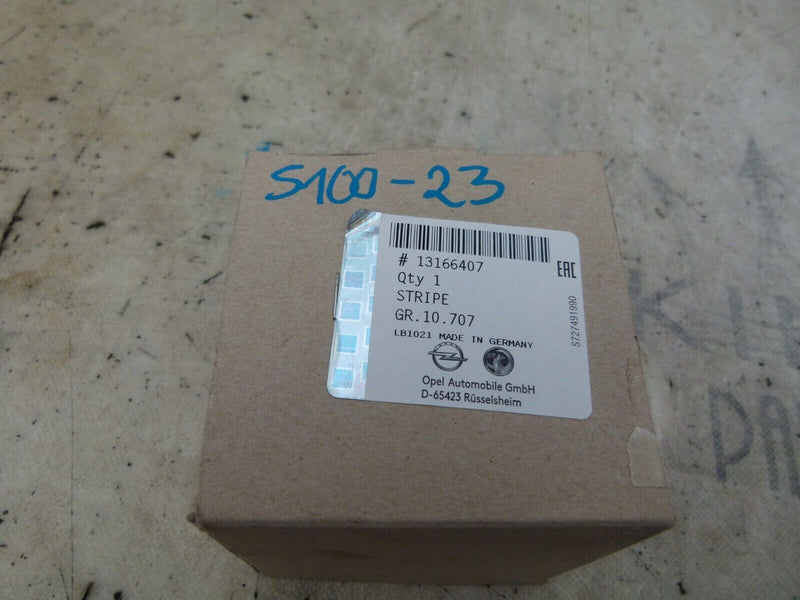 S100-23
# 13166407
EAC
Qty 1
STRIPE
GR.10.707
S727491990
LB1021 MADE IN GERMANY
Opel Automobile GmbH
D-65423 Rüsselsheim